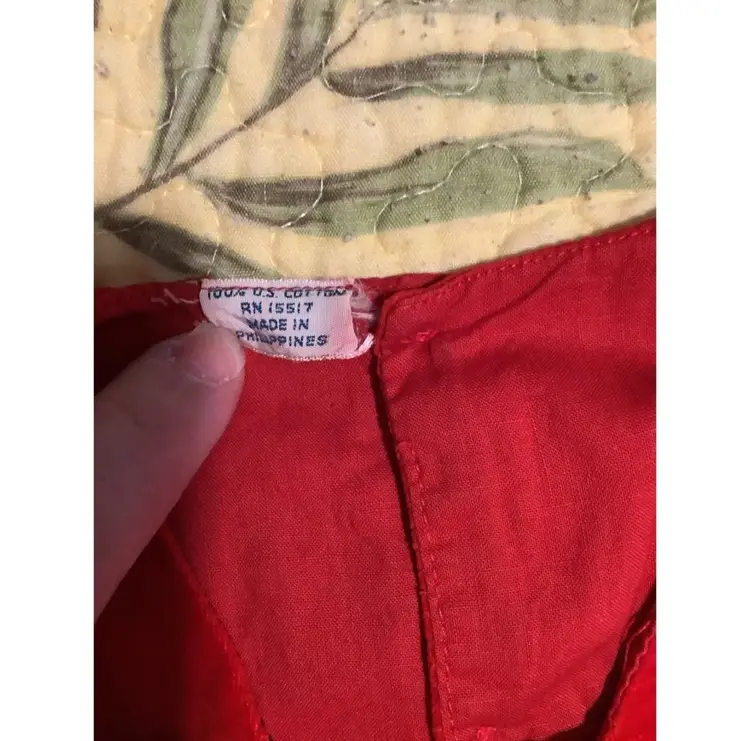 100% U.S. COTTON
RN 15517
MADE IN
PHILIPPINES